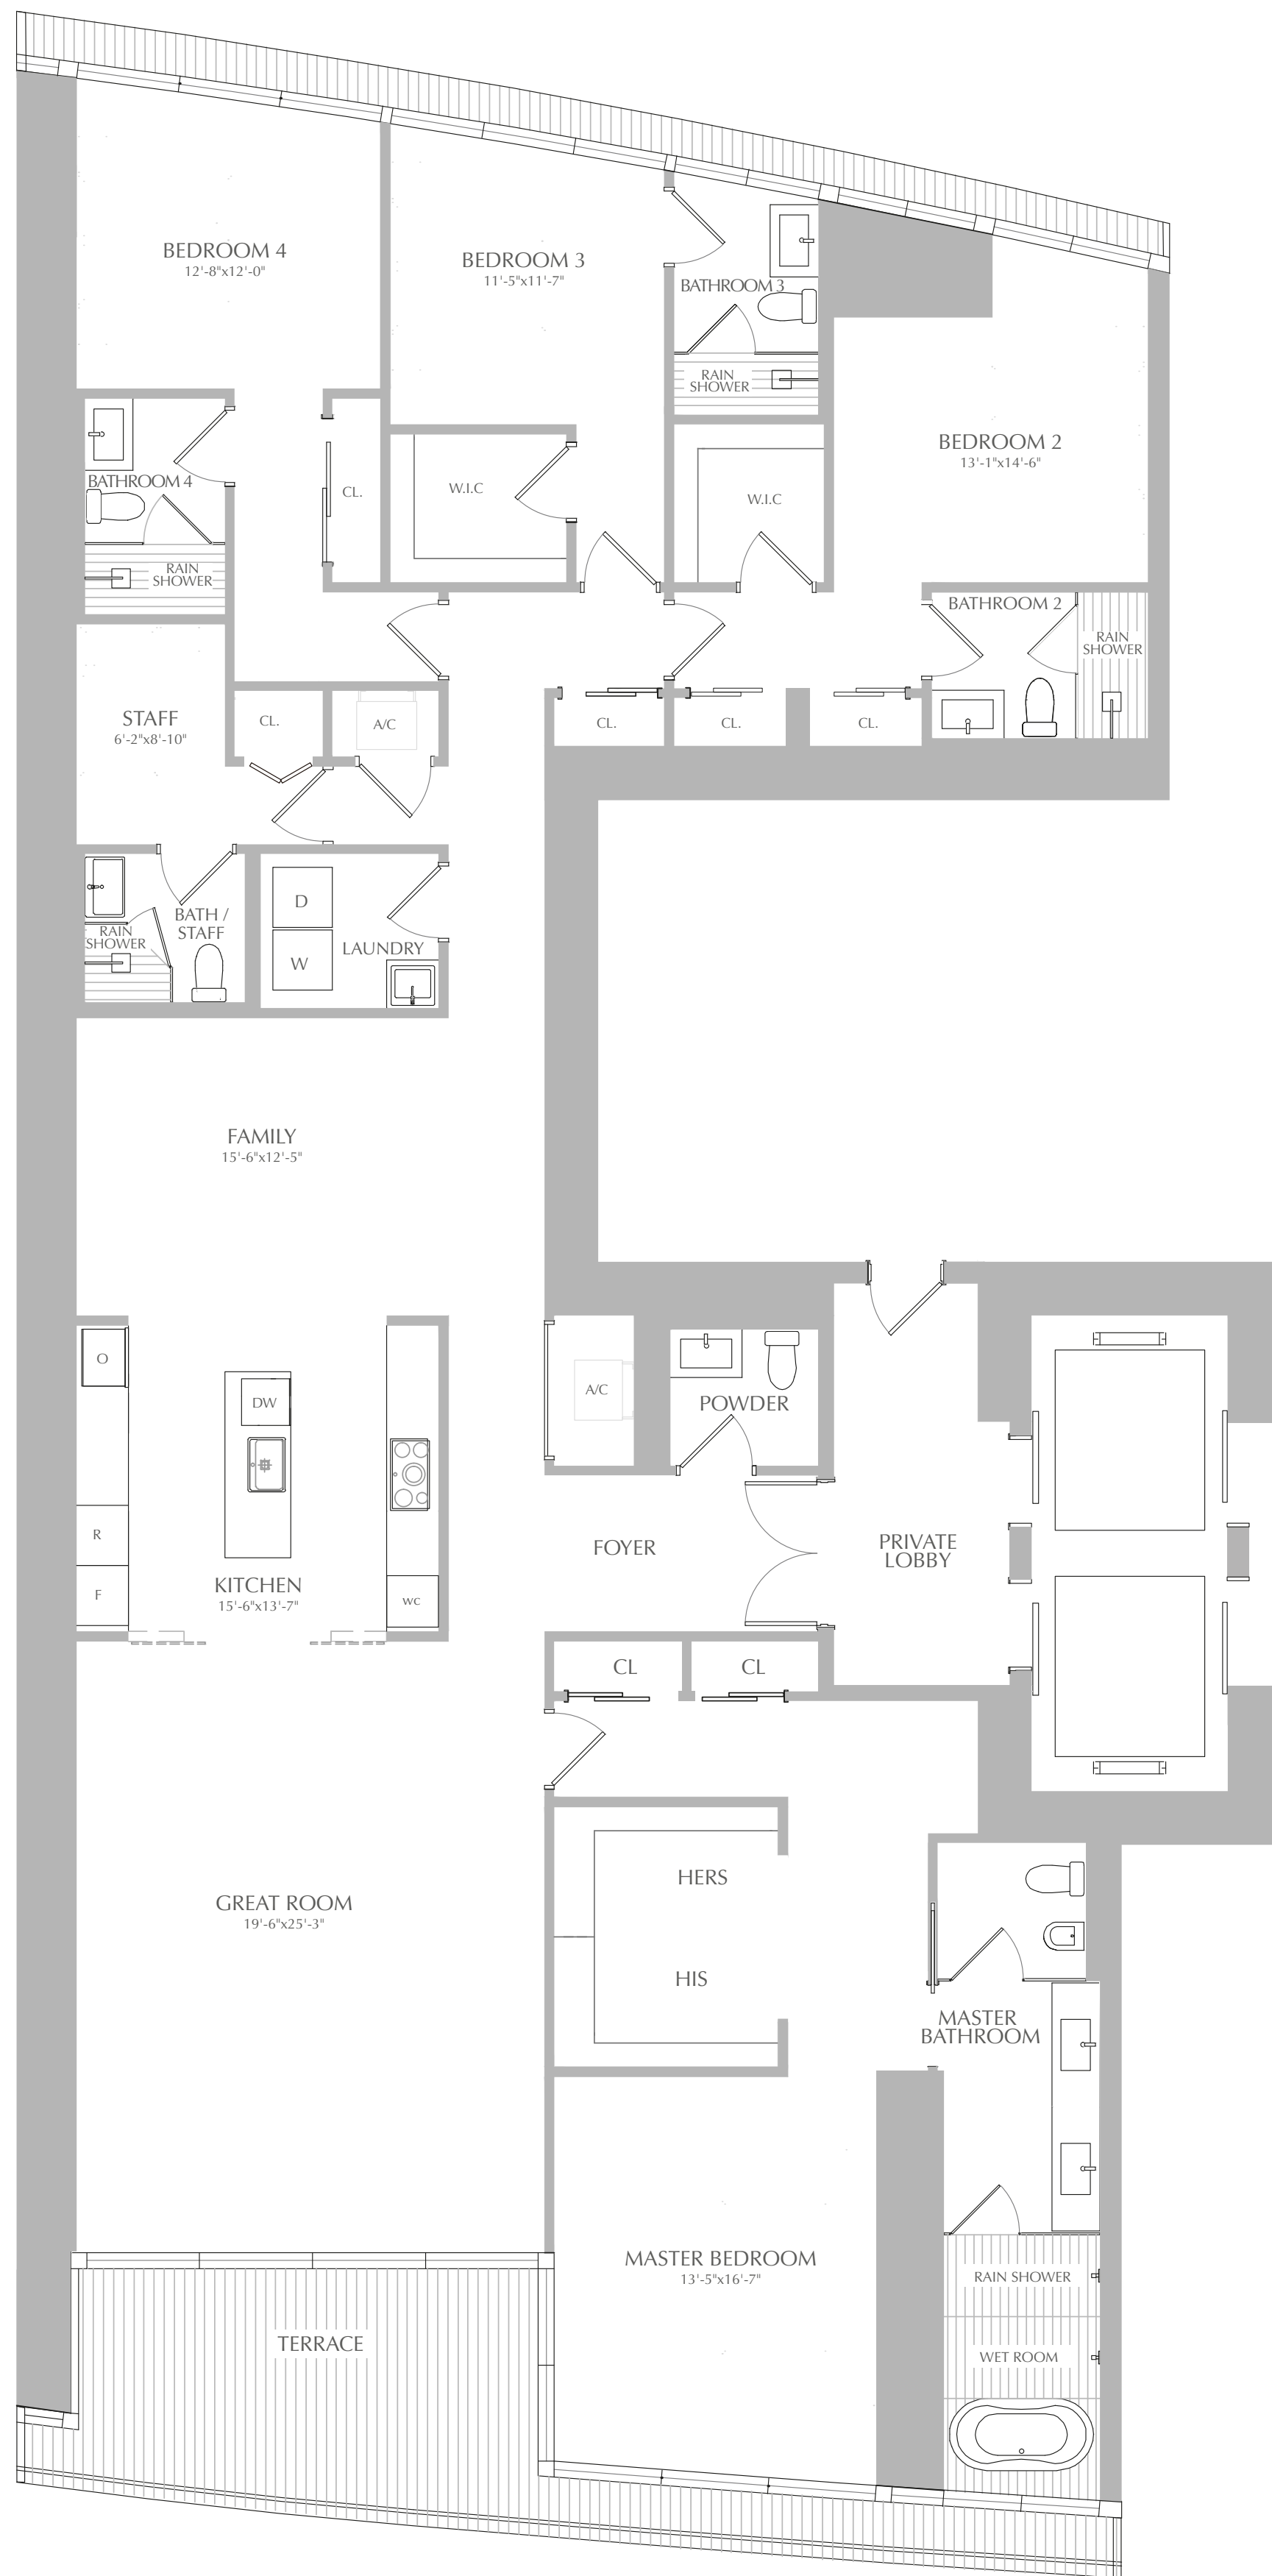 BEDROOM 4
12'-8"x12'-0"
BEDROOM 3
11'-5"x11'-7"
BATHROOM 3
RAIN
SHOWER
BEDROOM 2
13'-1"x14'-6"
BATHROOM 4
RAIN
SHOWER
CL.
W.I.C
W.I.C
BATHROOM 2
RAIN
SHOWER
STAFF
6'-2"x8'-10"
CL.
A/C
CL.
CL.
CL.
BATH /
STAFF
RAIN
SHOWER
D
W
LAUNDRY
FAMILY
15'-6"x12'-5"
O
DW
R
F
KITCHEN
15'-6"x13'-7"
WC
A/C
POWDER
FOYER
PRIVATE
LOBBY
CL
CL
GREAT ROOM
19'-6"x25'-3"
HERS
HIS
MASTER
BATHROOM
MASTER BEDROOM
13'-5"x16'-7"
RAIN SHOWER
WET ROOM
TERRACE